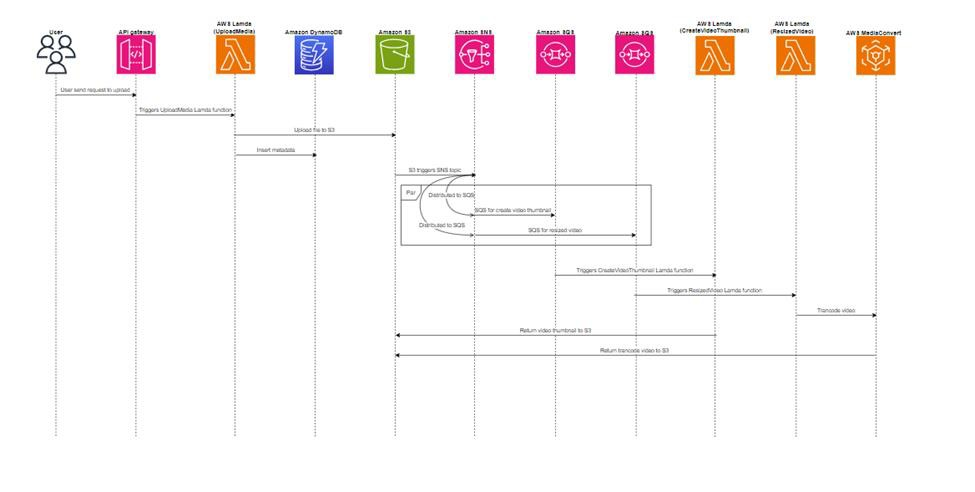 User
API gateway
AWS Lamda
(UploadMedia)
Amazon DynamoDB
Amazon S3
Amazon SNS
Amazon SQS
Amazon SQS
AWS Lamda
(CreateVideoThumbnail)
AWS Lamda
(ResizedVideo)
AWS MediaConvert
User send request to upload
Triggers UploadMedia Lamda function
Upload file to S3
Insert metadata
S3 triggers SNS topic
Par
Distributed to SQS
SQS for create video thumbnail
Distributed to SQS
SQS for resized video
Triggers CreateVideoThumbnail Lamda function
Triggers ResizedVideo Lamda function
Trancode video
Return video thumbnail to S3
Return trancode video to S3